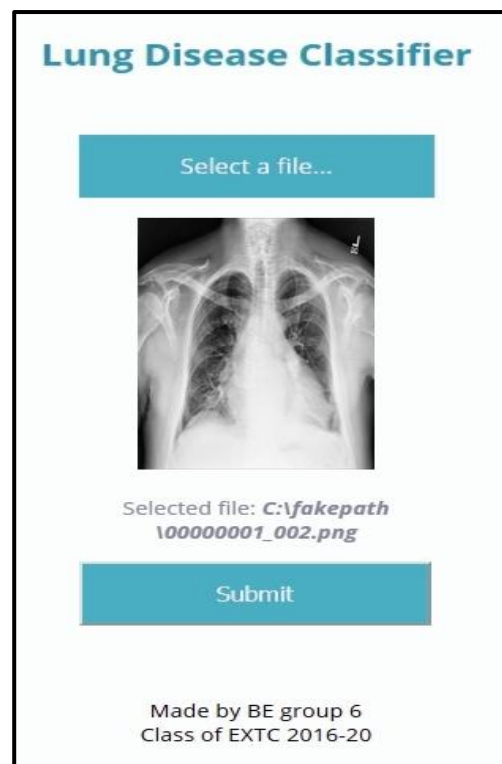 Lung Disease Classifier
Select a file...
Selected file: C:\fakepath
\00000001_002.png
Submit
Made by BE group 6
Class of EXTC 2016-20